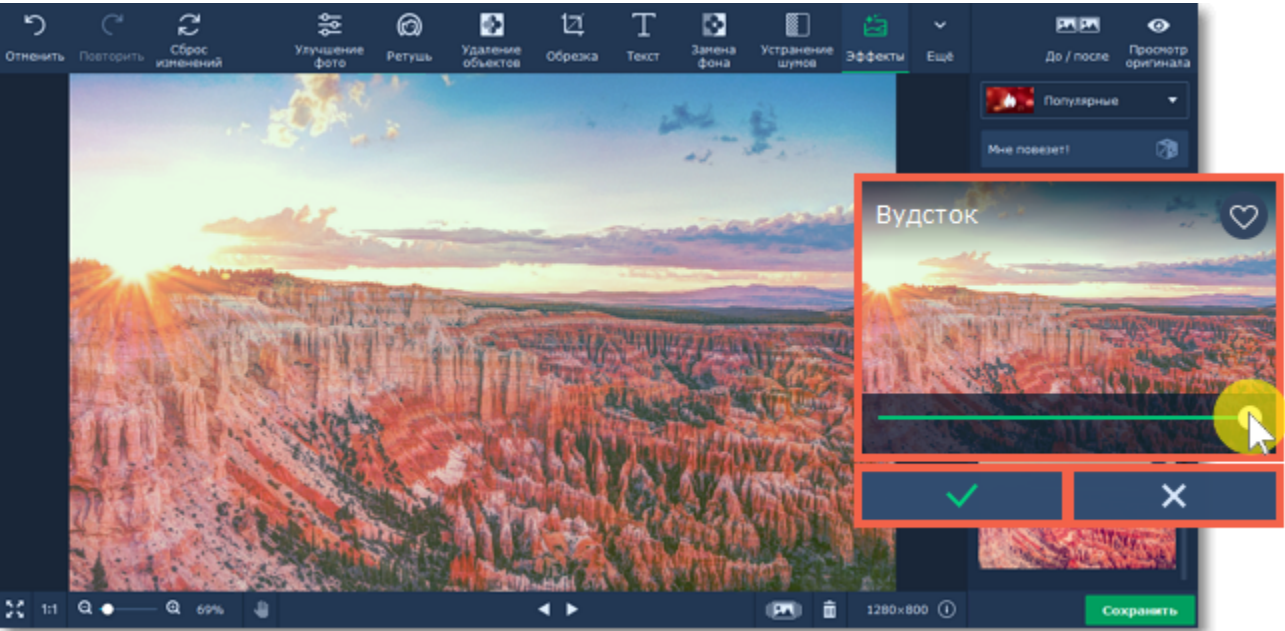 Отменить
Повторить
Сброс
изменений
Улучшение
фото
Ретушь
Удаление
объектов
Обрезка
Текст
Замена
фона
Устранение
шумов
Эффекты
Ещё
До / после
Просмотр
оригинала
Популярные
Мне повезет!
Вудсток
1:1
69%
1280×800
Сохранить